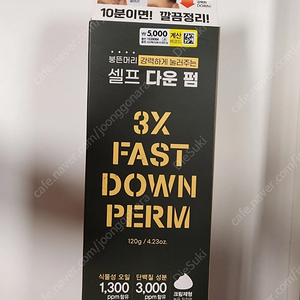 10분이면! 깔끔정리!
₩ 5,000
계산
붕뜬머리 강력하게 눌러주는
셀프 다운 펌
3X
FAST
DOWN
PERM
120g / 4.23oz.
식물성 오일
1,300
ppm 함유
단백질 성분
3,000
ppm 함유
크림제형